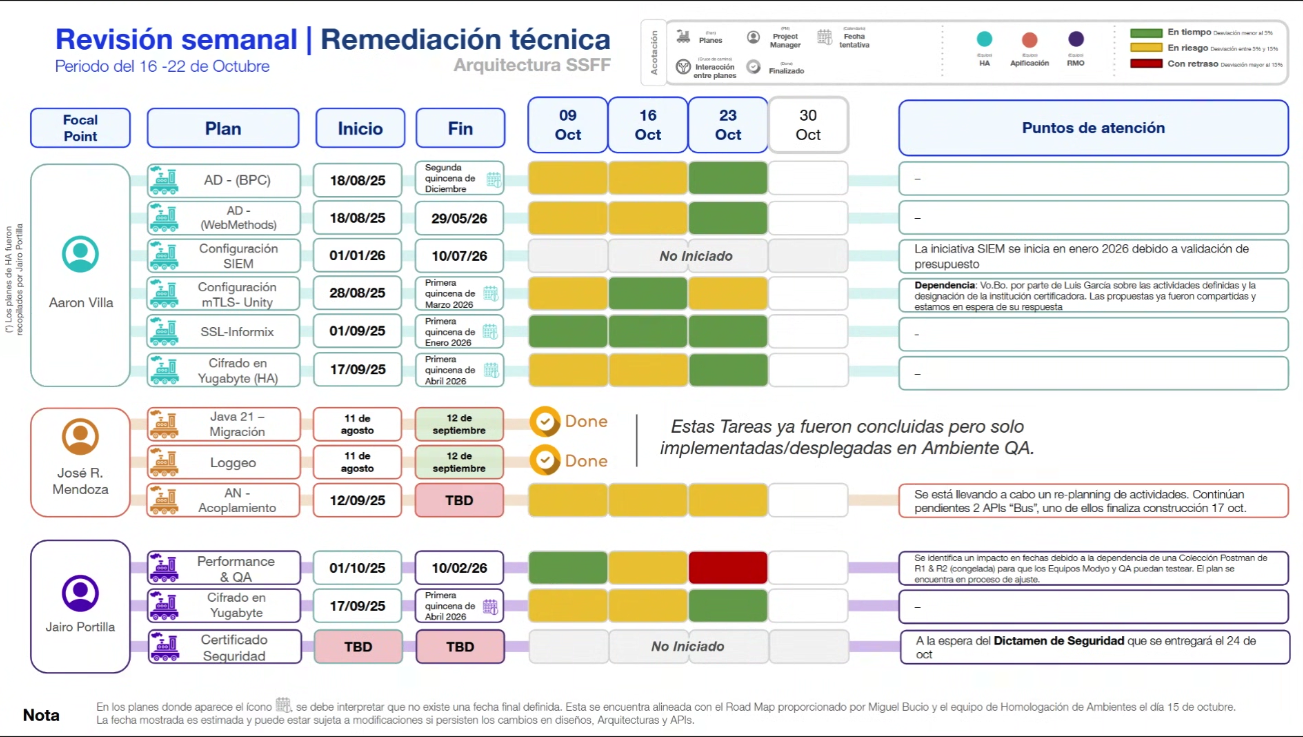 Revisión semanal | Remediación técnica
Periodo del 16 -22 de Octubre
Arquitectura SSFF
Acotación
Planes
Project
Manager
Fecha
tentativa
Interacción
entre planes
Finalizado
HA
Apificación
RMO
En tiempo Desviación menor al 5%
En riesgo Desviación entre 5% y 15%
Con retraso Desviación mayor al 15%
Focal
Point
Plan
Inicio
Fin
09
Oct
16
Oct
23
Oct
30
Oct
Puntos de atención
(*) Los planes de HA fueron
recopilados por Jairo Portilla
Aaron Villa
AD - (BPC)
18/08/25
Segunda
quincena de
Diciembre
–
AD -
(WebMethods)
18/08/25
29/05/26
–
Configuración
SIEM
01/01/26
10/07/26
No Iniciado
La iniciativa SIEM se inicia en enero 2026 debido a validación de
presupuesto
Configuración
mTLS- Unity
28/08/25
Primera
quincena de
Marzo 2026
Dependencia: Vo.Bo. por parte de Luis García sobre las actividades definidas y la
designación de la institución certificadora. Las propuestas ya fueron compartidas y
estamos en espera de su respuesta
SSL-Informix
01/09/25
Primera
quincena de
Enero 2026
-
Cifrado en
Yugabyte (HA)
17/09/25
Primera
quincena de
Abril 2026
–
José R.
Mendoza
Java 21 –
Migración
11 de
agosto
12 de
septiembre
Done
Loggeo
11 de
agosto
12 de
septiembre
Done
Estas Tareas ya fueron concluidas pero solo
implementadas/desplegadas en Ambiente QA.
AN -
Acoplamiento
12/09/25
TBD
Se está llevando a cabo un re-planning de actividades. Continúan
pendientes 2 APIs “Bus”, uno de ellos finaliza construcción 17 oct.
Jairo Portilla
Performance
& QA
01/10/25
10/02/26
Se identifica un impacto en fechas debido a la dependencia de una Colección Postman de
R1 & R2 (congelada) para que los Equipos Modyo y QA puedan testear. El plan se
encuentra en proceso de ajuste.
Cifrado en
Yugabyte
17/09/25
Primera
quincena de
Abril 2026
–
Certificado
Seguridad
TBD
TBD
No Iniciado
A la espera del Dictamen de Seguridad que se entregará el 24 de
oct
Nota
En los planes donde aparece el ícono , se debe interpretar que no existe una fecha final definida. Esta se encuentra alineada con el Road Map proporcionado por Miguel Bucio y el equipo de Homologación de Ambientes el día 15 de octubre.
La fecha mostrada es estimada y puede estar sujeta a modificaciones si persisten los cambios en diseños, Arquitecturas y APIs.